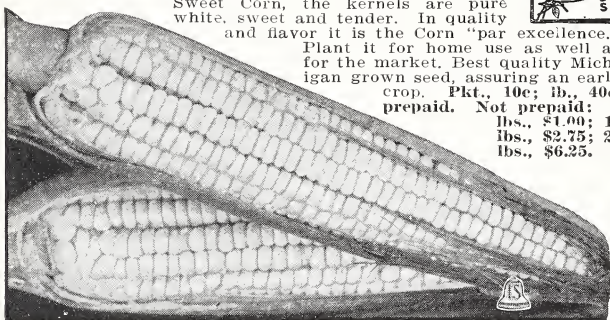 Sweet Corn, the kernels are pure
white, sweet and tender. In quality
and flavor it is the Corn "par excellence.
Plant it for home use as well a
for the market. Best quality Mich
igan grown seed, assuring an earl
crop. Pkt., 10c; lb., 40c
prepaid. Not prepaid:
lbs., $1.00; 1
lbs., $2.75; 2
lbs., $6.25.
S
IS